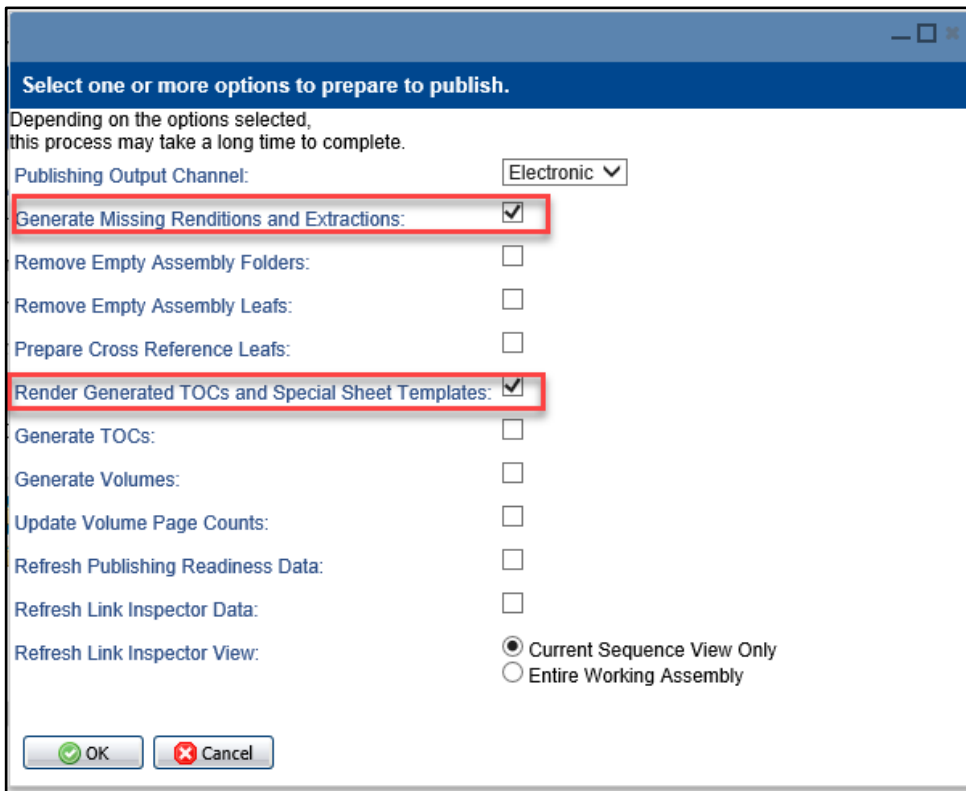 Select one or more options to prepare to publish.
Depending on the options selected,
this process may take a long time to complete.
Publishing Output Channel: Electronic
Generate Missing Renditions and Extractions:
Remove Empty Assembly Folders:
Remove Empty Assembly Leafs:
Prepare Cross Reference Leafs:
Render Generated TOCs and Special Sheet Templates:
Generate TOCs:
Generate Volumes:
Update Volume Page Counts:
Refresh Publishing Readiness Data:
Refresh Link Inspector Data:
Refresh Link Inspector View: Current Sequence View Only
Entire Working Assembly
OK Cancel